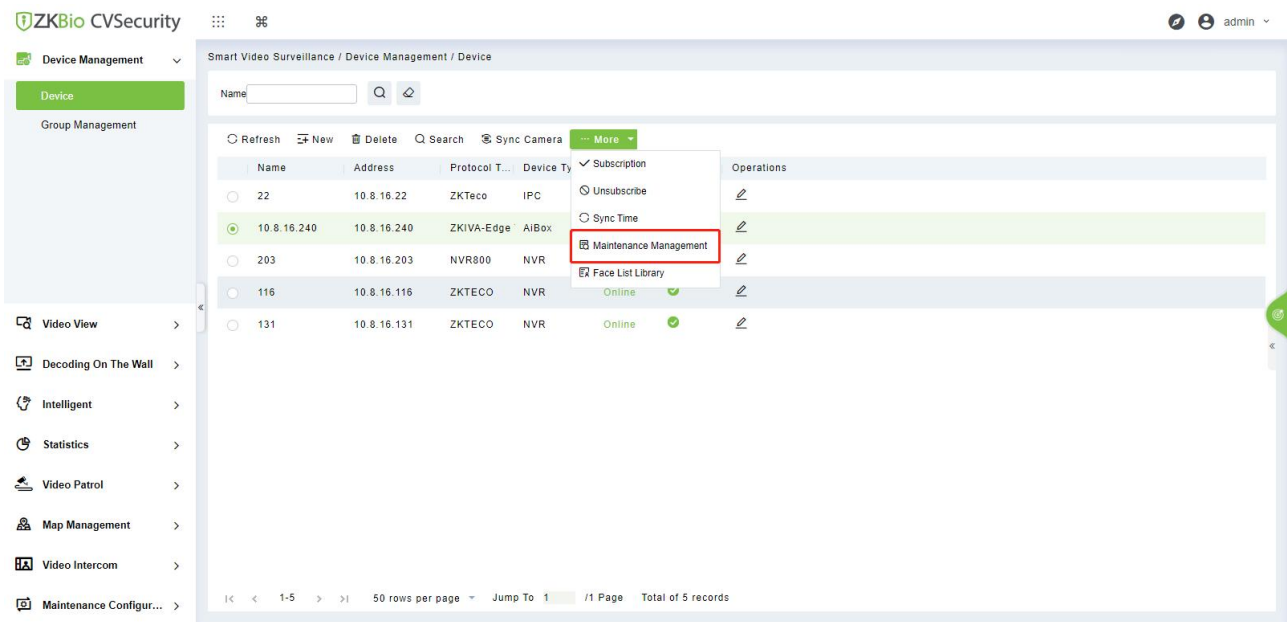 ZKBio CVSecurity
admin
Device Management
Device
Group Management
Video View
Decoding On The Wall
Intelligent
Statistics
Video Patrol
Map Management
Video Intercom
Maintenance Configur...
Smart Video Surveillance / Device Management / Device
Name
Refresh New Delete Search Sync Camera ··· More
Subscription
Unsubscribe
Sync Time
Maintenance Management
Face List Library
Name Address Protocol T... Device Ty Operations
22 10.8.16.22 ZKTeco IPC
10.8.16.240 10.8.16.240 ZKIVA-Edge AiBox
203 10.8.16.203 NVR800 NVR
116 10.8.16.116 ZKTECO NVR Online
131 10.8.16.131 ZKTECO NVR Online
1-5 50 rows per page Jump To 1 /1 Page Total of 5 records